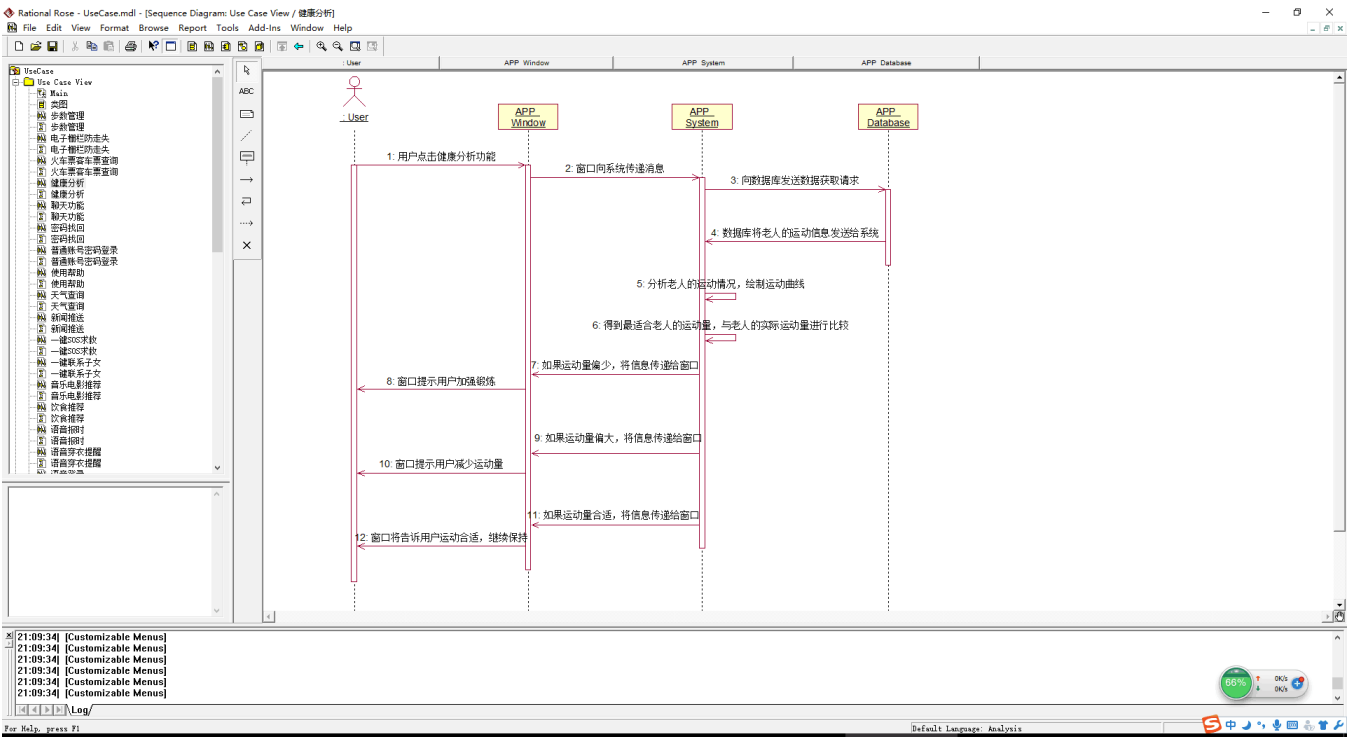 Rational Rose - UseCase.mdl - [Sequence Diagram: Use Case View / 健康分析]
File Edit View Format Browse Report Tools Add-Ins Window Help
: User
APP Window
APP System
APP Database
UseCase
Use Case View
Main
类图
步数管理
步数管理
电子栅栏防走失
电子栅栏防走失
火车票客车票查询
火车票客车票查询
健康分析
健康分析
聊天功能
聊天功能
密码找回
密码找回
普通账号密码登录
普通账号密码登录
使用帮助
使用帮助
天气查询
天气查询
新闻推送
新闻推送
一键SOS求救
一键SOS求救
一键联系子女
一键联系子女
音乐电影推荐
音乐电影推荐
饮食推荐
饮食推荐
语音报时
语音报时
语音穿衣提醒
语音穿衣提醒
ABC
: User
APP
Window
APP
System
APP
Database
1: 用户点击健康分析功能
2: 窗口向系统传递消息
3: 向数据库发送数据获取请求
4: 数据库将老人的运动信息发送给系统
5: 分析老人的运动情况，绘制运动曲线
6: 得到最适合老人的运动量，与老人的实际运动量进行比较
7: 如果运动量偏少，将信息传递给窗口
8: 窗口提示用户加强锻炼
9: 如果运动量偏大，将信息传递给窗口
10: 窗口提示用户减少运动量
11: 如果运动量合适，将信息传递给窗口
12: 窗口将告诉用户运动合适，继续保持
21:09:34| [Customizable Menus]
21:09:34| [Customizable Menus]
21:09:34| [Customizable Menus]
21:09:34| [Customizable Menus]
21:09:34| [Customizable Menus]
21:09:34| [Customizable Menus]
Log
66%
0K/s
0K/s
For Help, press F1
Default Language: Analysis
中